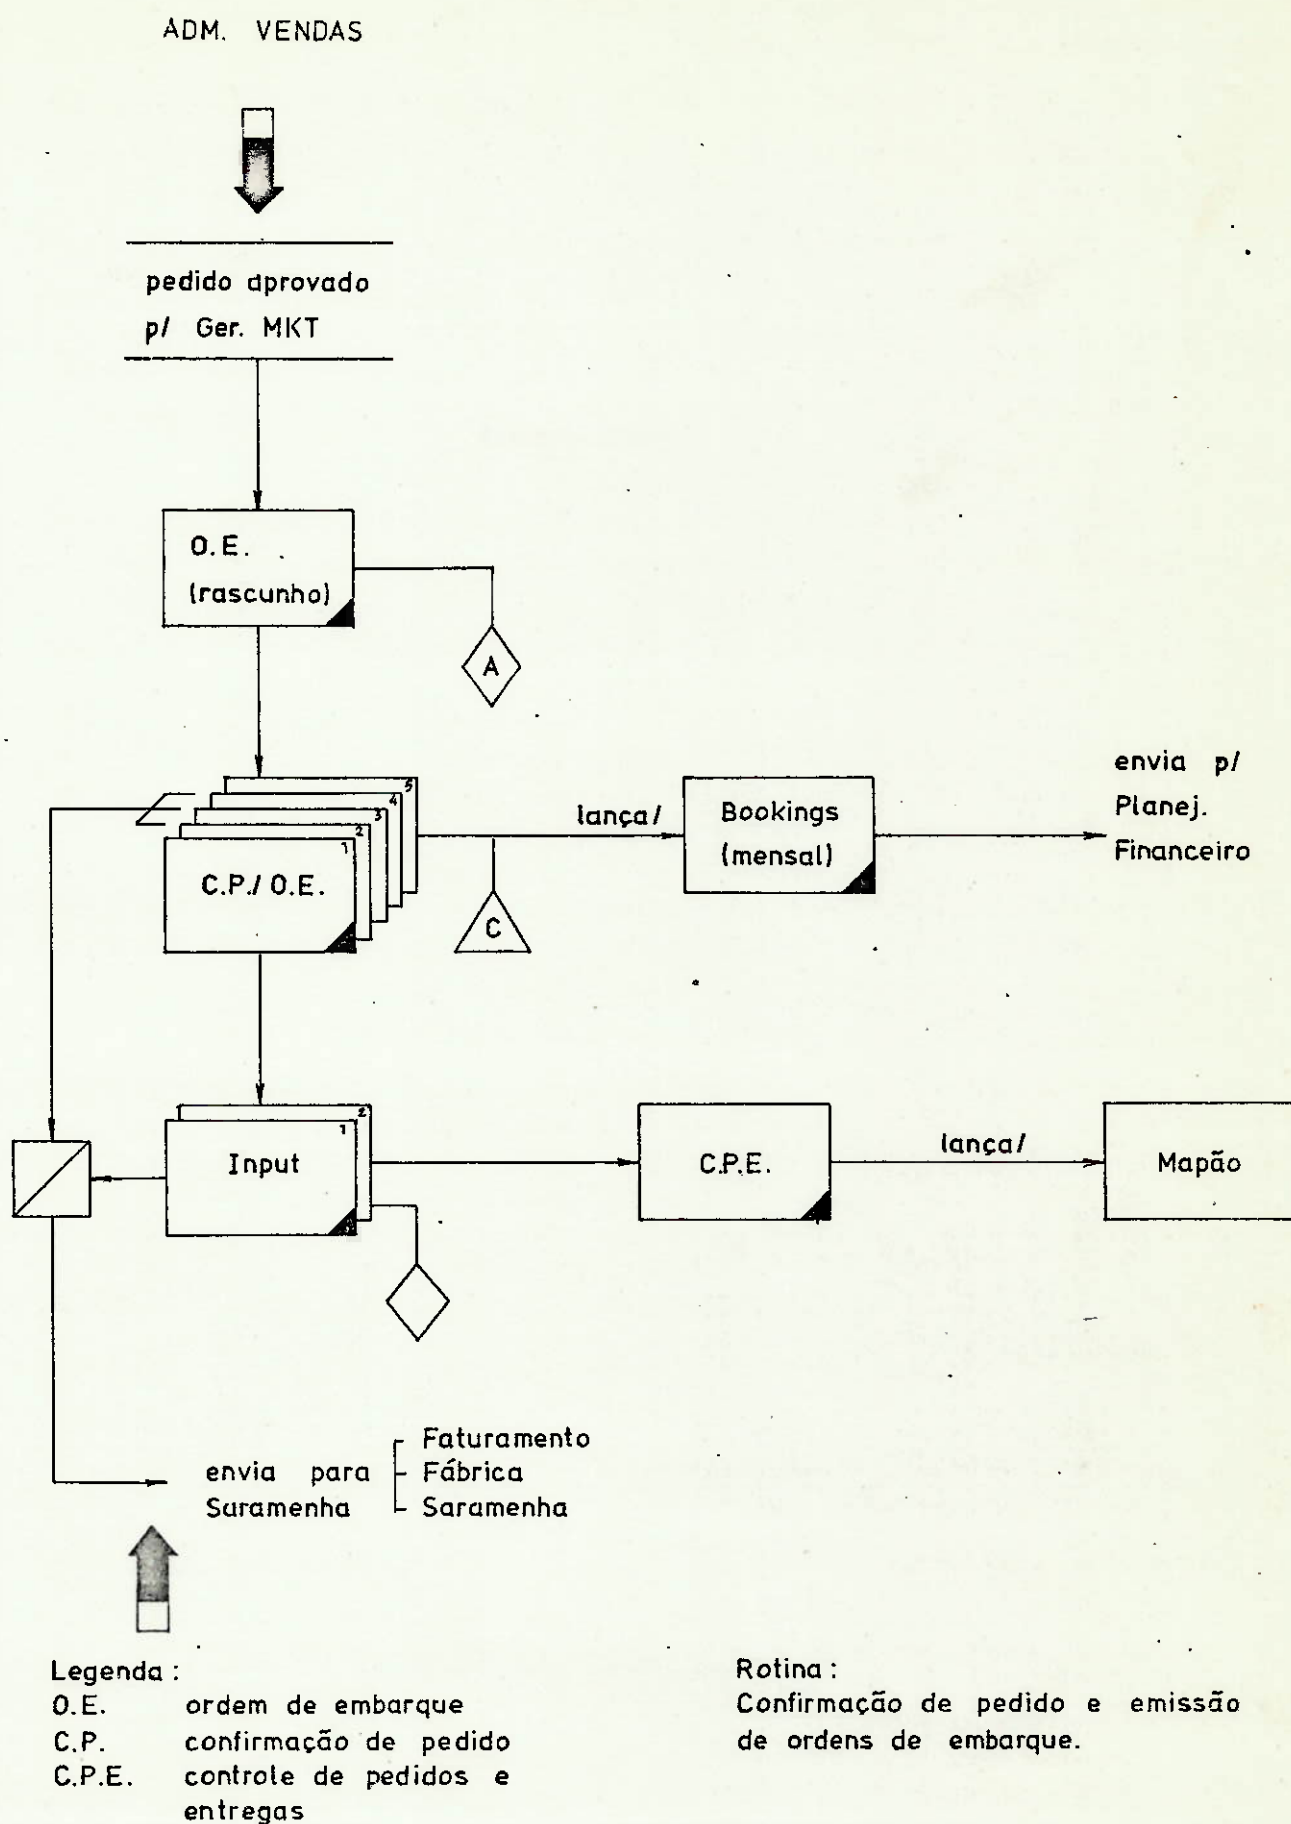 ADM. VENDAS
pedido aprovado
p/ Ger. MKT
O.E.
(rascunho)
A
5
4
3
2
1
C.P./ O.E.
C
lança/
Bookings
(mensal)
envia p/
Planej.
Financeiro
2
1
Input
C.P.E.
lança/
Mapão
envia para
Saramenha
Faturamento
Fábrica
Saramenha
Legenda :
O.E. ordem de embarque
C.P. confirmação de pedido
C.P.E. controle de pedidos e
entregas
Rotina :
Confirmação de pedido e emissão
de ordens de embarque.